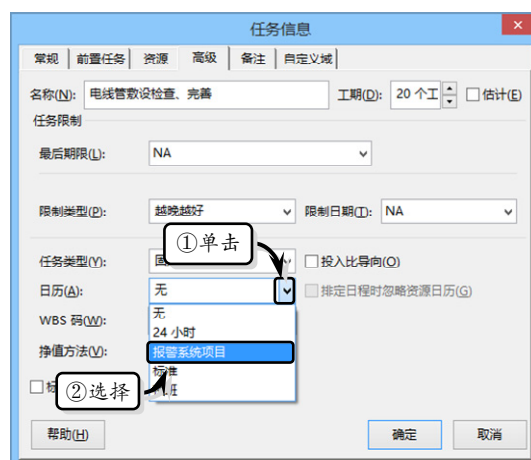 任务信息
常规 前置任务 资源 高级 备注 自定义域
名称(N): 电线管敷设检查、完善 工期(D): 20 个工 估计(E)
任务限制
最后期限(L): NA
限制类型(P): 越晚越好 限制日期(T): NA
①单击
任务类型(Y): 固 投入比导向(O)
日历(A): 无 排定日程时忽略资源日历(G)
WBS 码(W): 无
24 小时
挣值方法(V): 报警系统项目
标准
②选择
帮助(H) 确定 取消